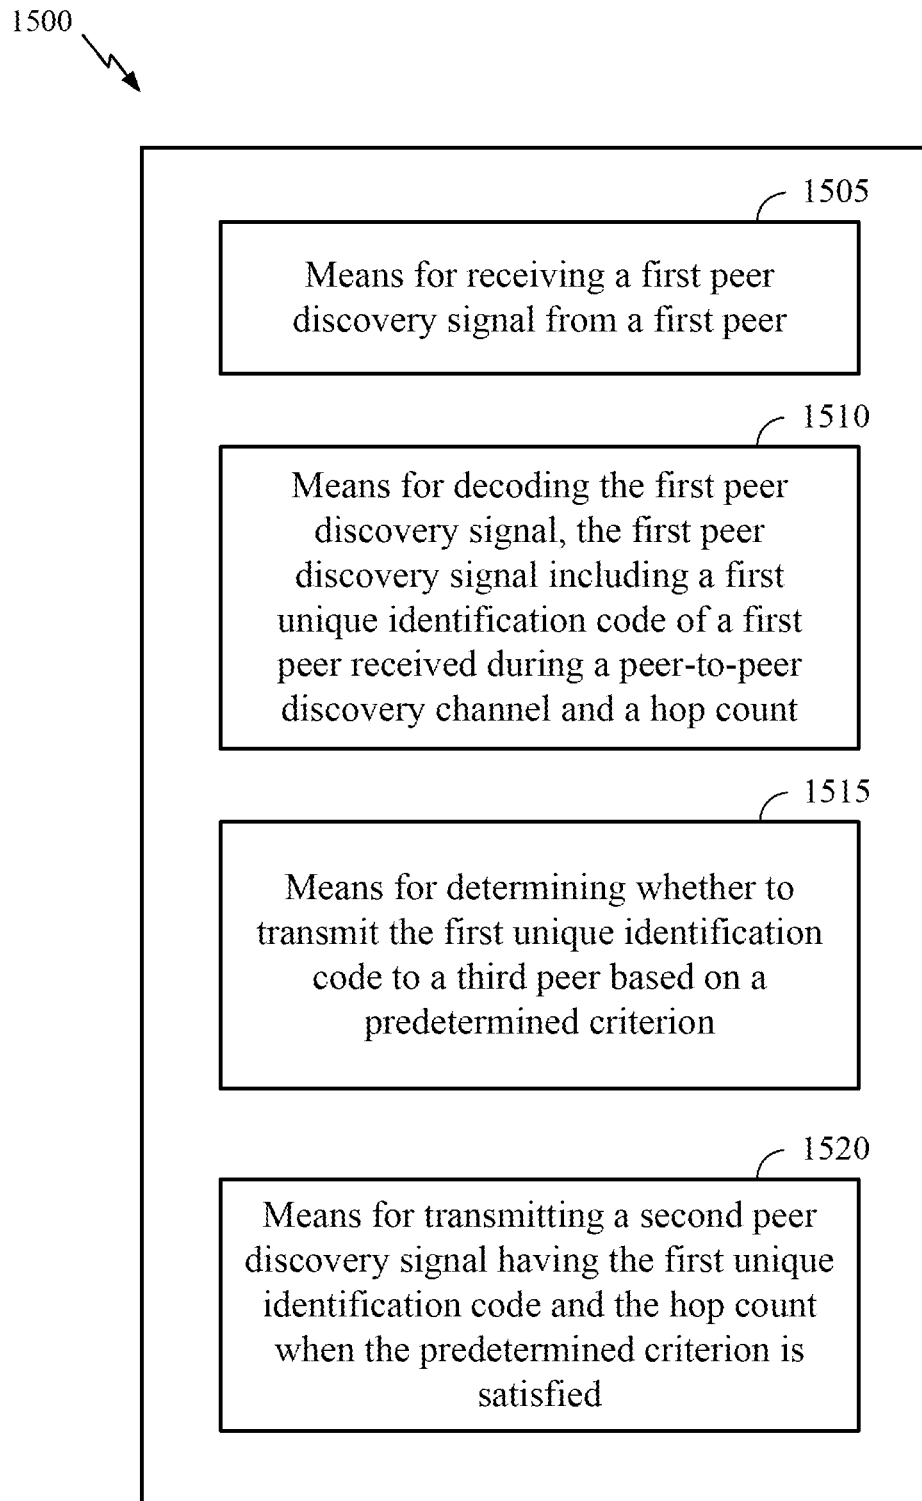 1500
1505
Means for receiving a first peer
discovery signal from a first peer
1510
Means for decoding the first peer
discovery signal, the first peer
discovery signal including a first
unique identification code of a first
peer received during a peer-to-peer
discovery channel and a hop count
1515
Means for determining whether to
transmit the first unique identification
code to a third peer based on a
predetermined criterion
1520
Means for transmitting a second peer
discovery signal having the first unique
identification code and the hop count
when the predetermined criterion is
satisfied